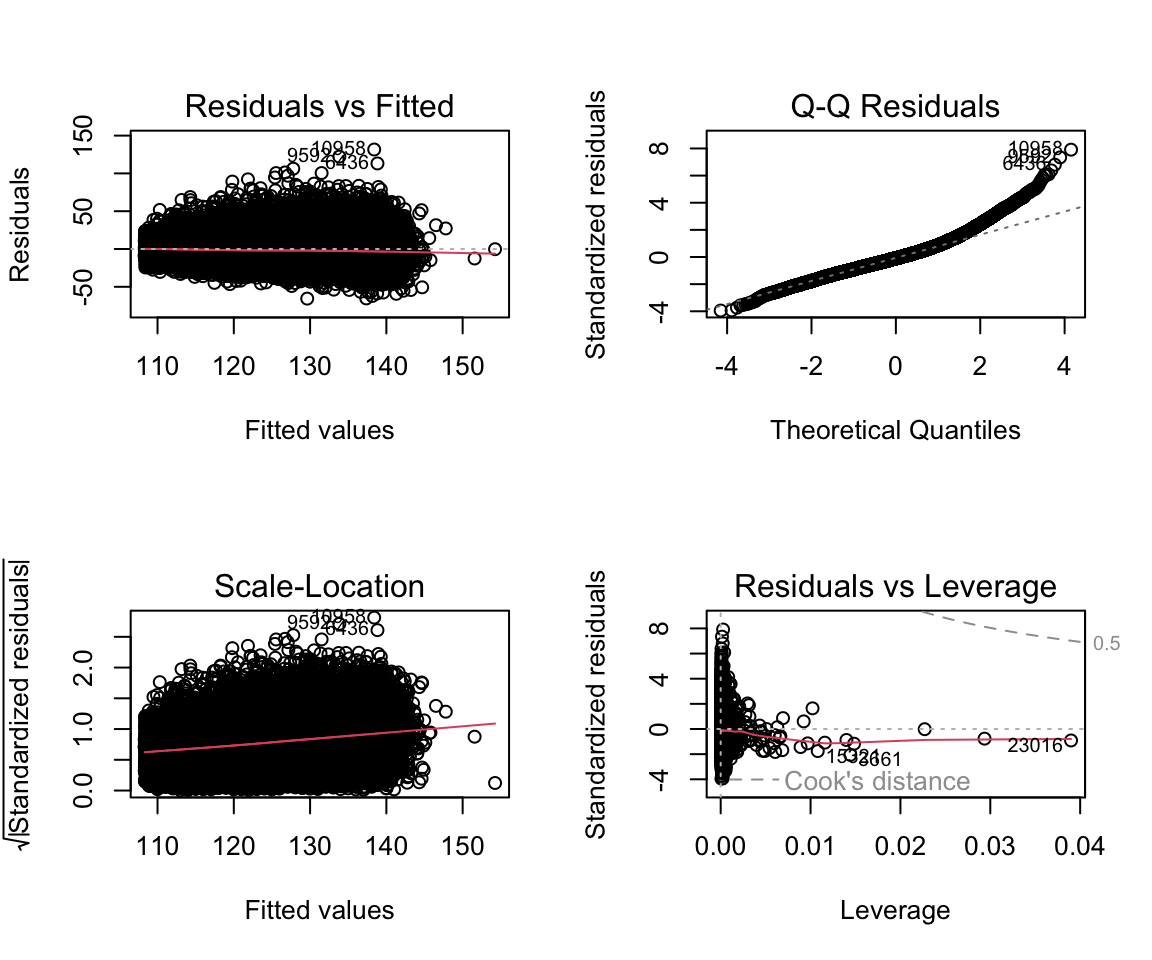 Residuals vs Fitted
Residuals
150
50
-50
10958
9592
6436
110 120 130 140 150
Fitted values
Q-Q Residuals
Standardized residuals
8
4
0
-4
10958
6436
-4 -2 0 2 4
Theoretical Quantiles
Scale-Location
√|Standardized residuals|
2.0
1.0
0.0
10958
9592
6436
110 120 130 140 150
Fitted values
Residuals vs Leverage
Standardized residuals
8
4
0
-4
0.5
23016
Cook's distance
0.00 0.01 0.02 0.03 0.04
Leverage